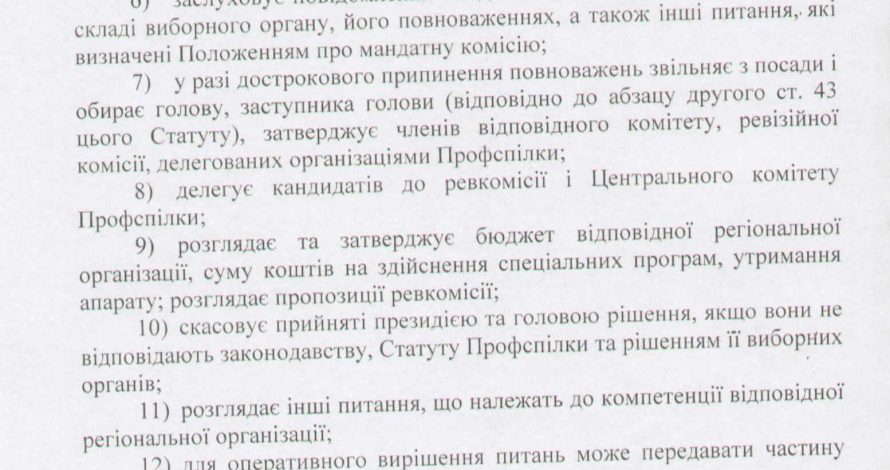 6) заслуховує
складі виборного органу, його повноваженнях, а також інші питання, які
визначені Положенням про мандатну комісію;
7) у разі дострокового припинення повноважень звільняє з посади і
обирає голову, заступника голови (відповідно до абзацу другого ст. 43
цього Статуту), затверджує членів відповідного комітету, ревізійної
комісії, делегованих організаціями Профспілки;
8) делегує кандидатів до ревкомісії і Центрального комітету
Профспілки;
9) розглядає та затверджує бюджет відповідної регіональної
організації, суму коштів на здійснення спеціальних програм, утримання
апарату; розглядає пропозиції ревкомісії;
10) скасовує прийняті президією та головою рішення, якщо вони не
відповідають законодавству, Статуту Профспілки та рішенням її виборних
органів;
11) розглядає інші питання, що належать до компетенції відповідної
регіональної організації;
12) для оперативного вирішення питань може передавати частину